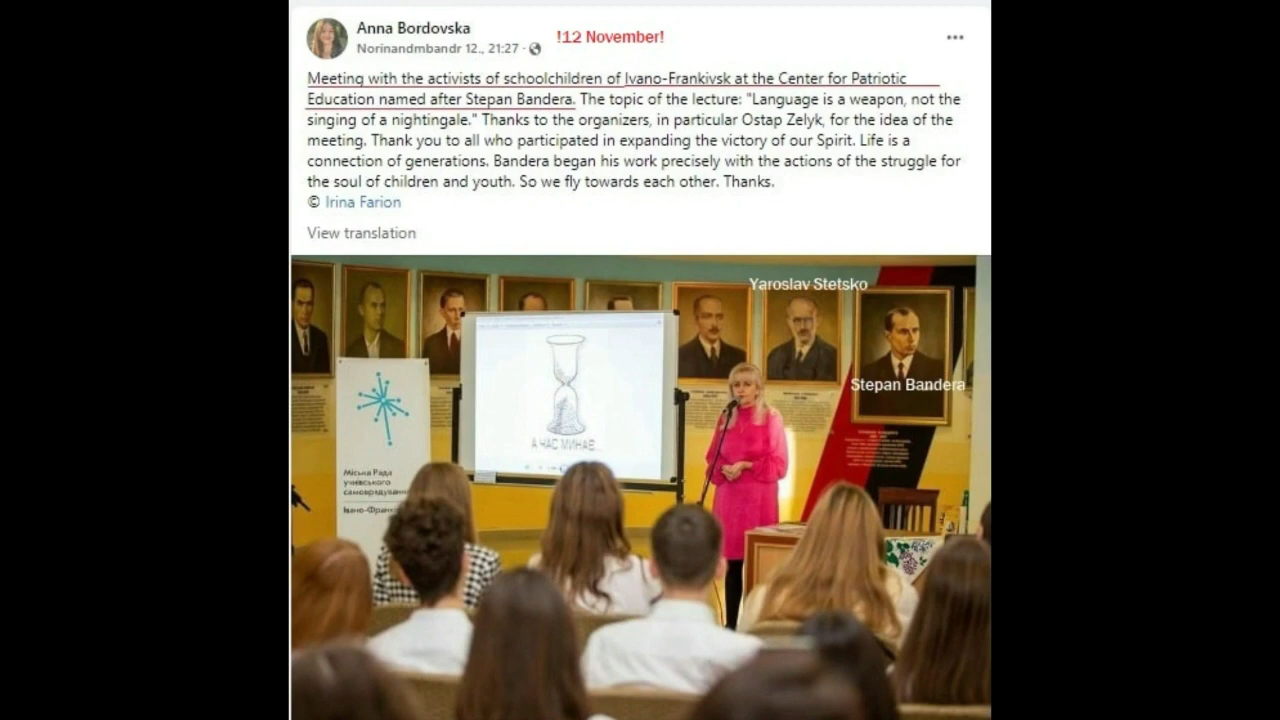 Anna Bordovska
Norinandmbandr 12., 21:27 ·
!12 November!
Meeting with the activists of schoolchildren of Ivano-Frankivsk at the Center for Patriotic
Education named after Stepan Bandera. The topic of the lecture: "Language is a weapon, not the
singing of a nightingale." Thanks to the organizers, in particular Ostap Zelyk, for the idea of the
meeting. Thank you to all who participated in expanding the victory of our Spirit. Life is a
connection of generations. Bandera began his work precisely with the actions of the struggle for
the soul of children and youth. So we fly towards each other. Thanks.
© Irina Farion
View translation
Yaroslav Stetsko
Stepan Bandera
А ЧАС МИНАЄ...
Міська Рада
учнівського
самоврядуван
Івано-Франкі